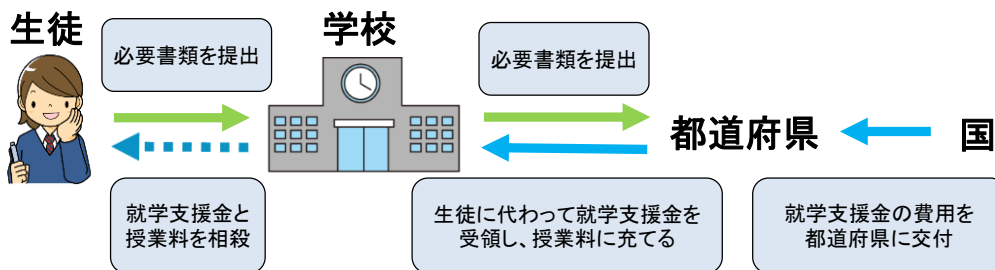 生徒
学校
必要書類を提出
必要書類を提出
都道府県
国
就学支援金と
授業料を相殺
生徒に代わって就学支援金を
受領し、授業料に充てる
就学支援金の費用を
都道府県に交付